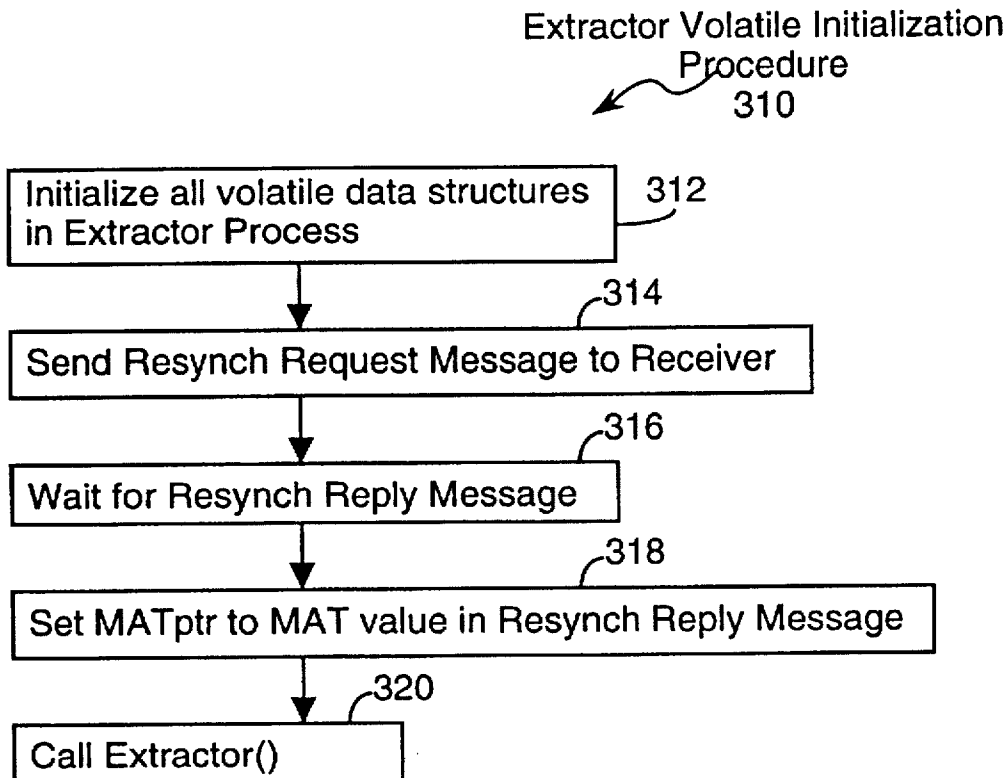 Extractor Volatile Initialization
Procedure
310
Initialize all volatile data structures
in Extractor Process
312
314
Send Resynch Request Message to Receiver
316
Wait for Resynch Reply Message
318
Set MATptr to MAT value in Resynch Reply Message
320
Call Extractor()